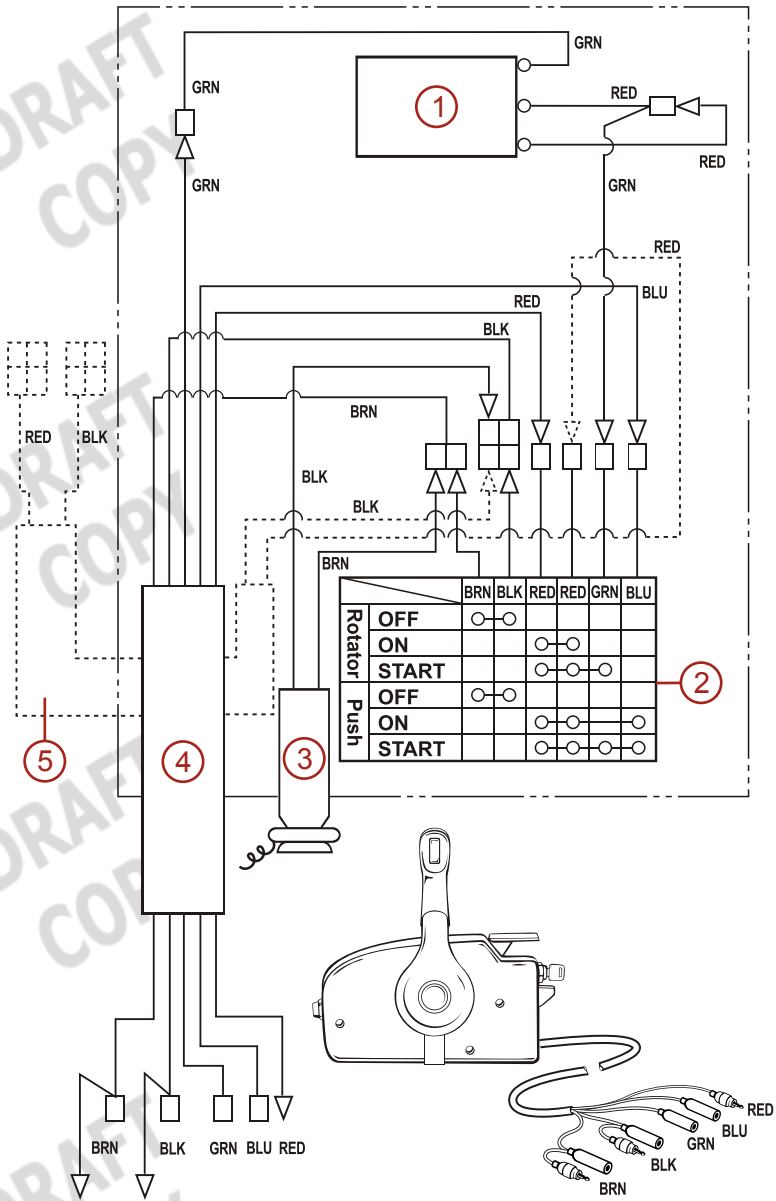 DRAFT
COPY
GRN
GRN
1
RED
GRN
RED
GRN
RED
BLU
RED
BLK
BRN
RED
BLK
DRAFT
COPY
BLK
BLK
BRN
BRN BLK RED RED GRN BLU
Rotator
OFF
ON
START
Push
OFF
ON
START
2
3
4
5
DRAFT
COPY
BRN
BLK
GRN
BLU
RED
RED
BLU
GRN
BLK
BRN
DRAFT